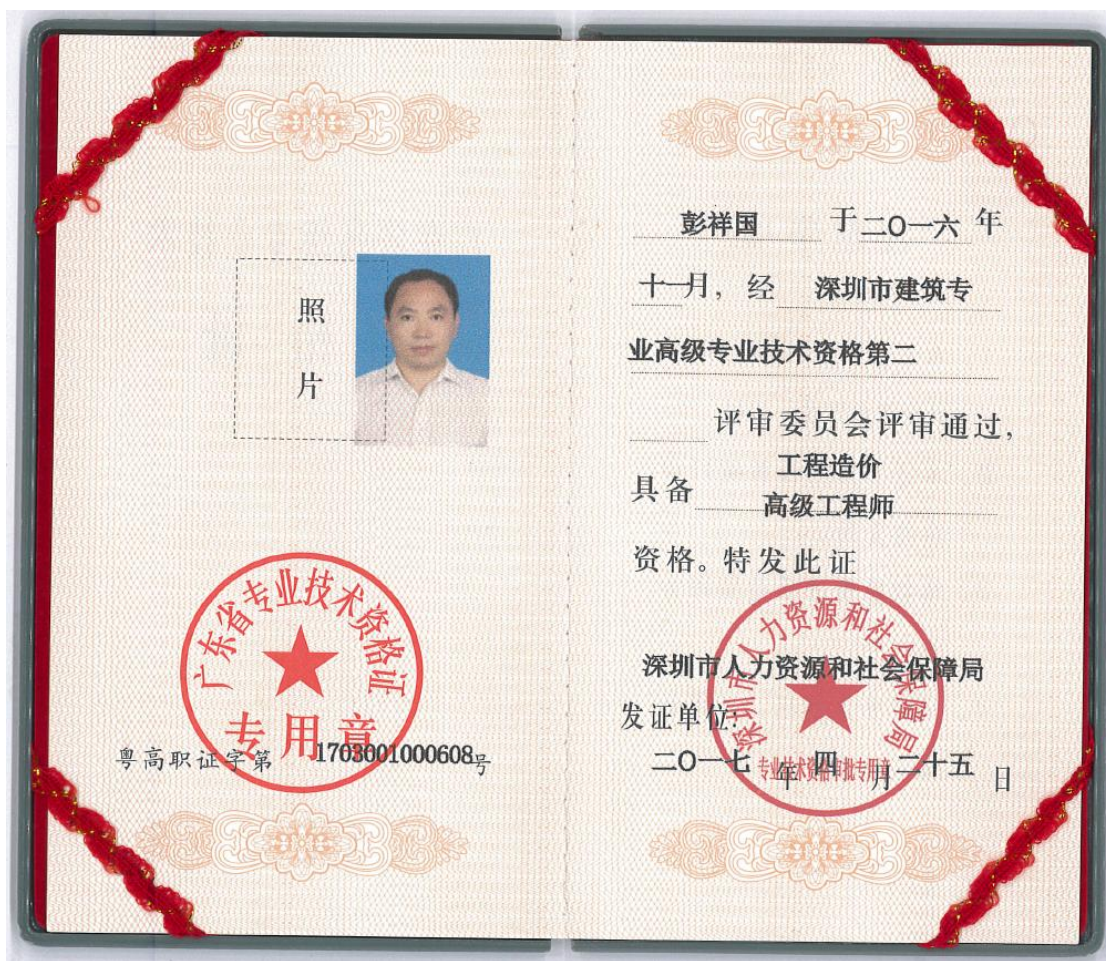 照
片
广东省专业技术资格证
专用章
粤高职证字第 1703001000608号
彭祥国 于二O一六 年
十一月，经 深圳市建筑专
业高级专业技术资格第二
评审委员会评审通过，
工程造价
具备
高级工程师
资格。特发此证
深圳市人力资源和社会保障局
深圳市人力资源和社会保障局
发证单位：
专业技术资格审批专用章
二O一七 年 四 月二十五 日